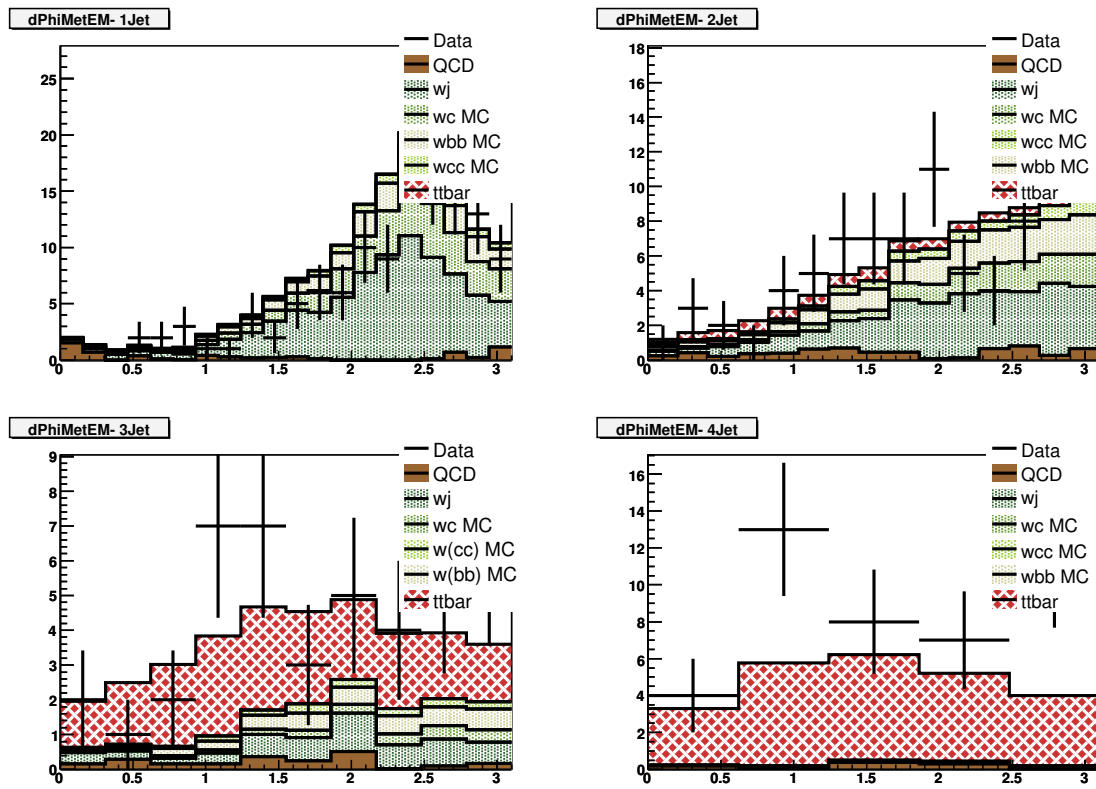 dPhiMetEM- 1Jet
Data
QCD
wj
wc MC
wbb MC
wcc MC
ttbar
25
20
15
10
5
0
0 0.5 1 1.5 2 2.5 3
dPhiMetEM- 2Jet
Data
QCD
wj
wc MC
wcc MC
wbb MC
ttbar
18
16
14
12
10
8
6
4
2
0
0 0.5 1 1.5 2 2.5 3
dPhiMetEM- 3Jet
Data
QCD
wj
wc MC
w(cc) MC
w(bb) MC
ttbar
9
8
7
6
5
4
3
2
1
0
0 0.5 1 1.5 2 2.5 3
dPhiMetEM- 4Jet
Data
QCD
wj
wc MC
wcc MC
wbb MC
ttbar
16
14
12
10
8
6
4
2
0
0 0.5 1 1.5 2 2.5 3